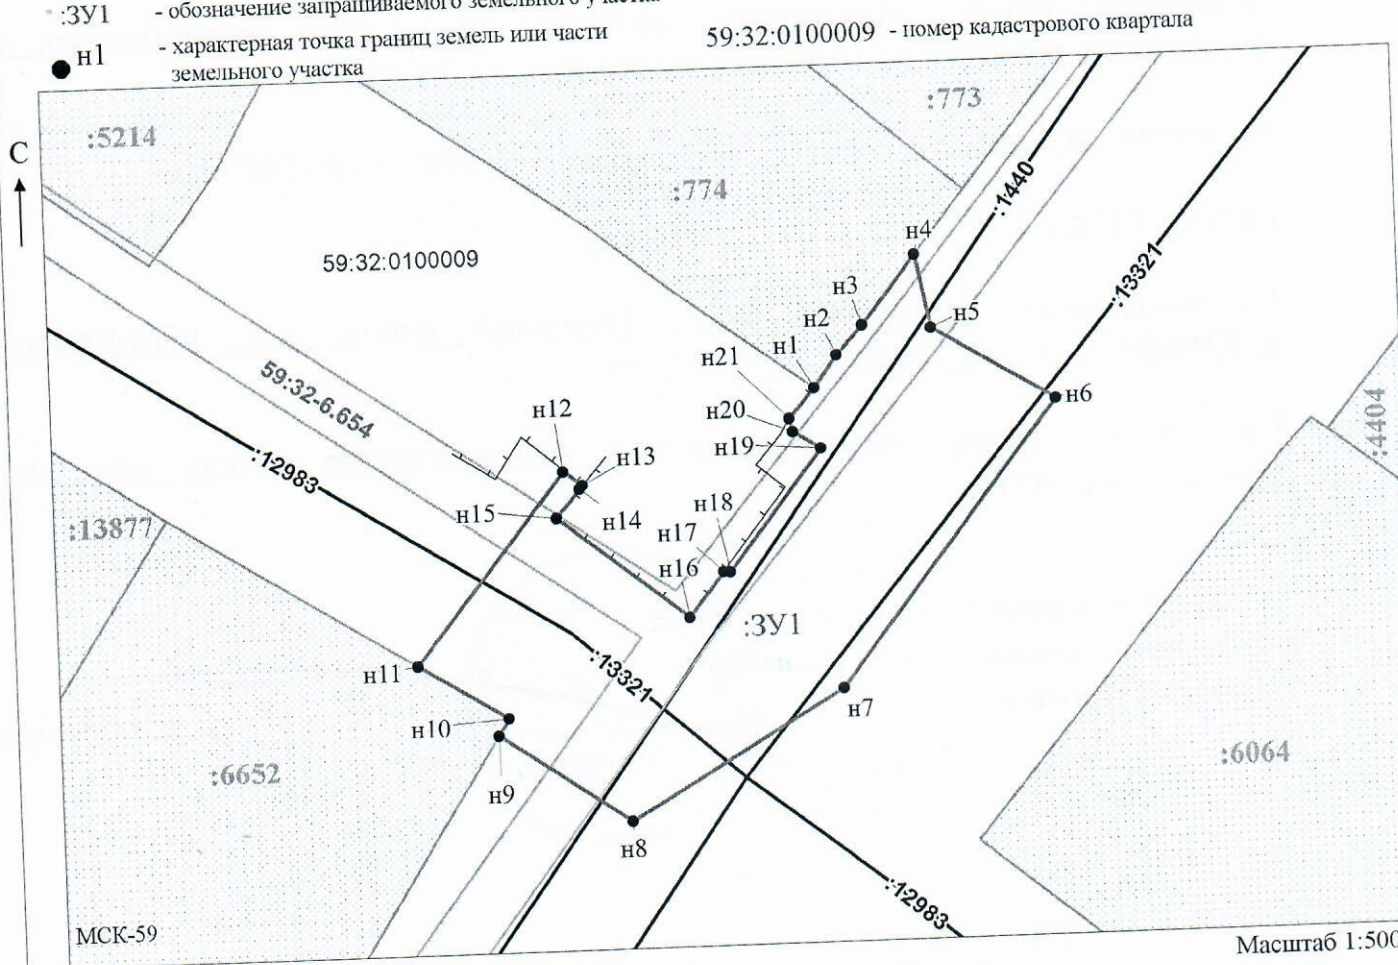 :ЗУ1 - обозначение запрашиваемого земельного участка
н1 - характерная точка границ земель или части
земельного участка
59:32:0100009 - номер кадастрового квартала
С
:5214
:773
:774
:1440
59:32:0100009
:13321
н4
н3
н5
н2
н1
н21
н6
н20
59:32-6.654
н12
н19
:4404
:12983
н13
н18
н15
н14
н17
:13877
н16
:ЗУ1
:13321
н11
н7
н10
:6652
:6064
н9
н8
:12983
МСК-59
Масштаб 1:500